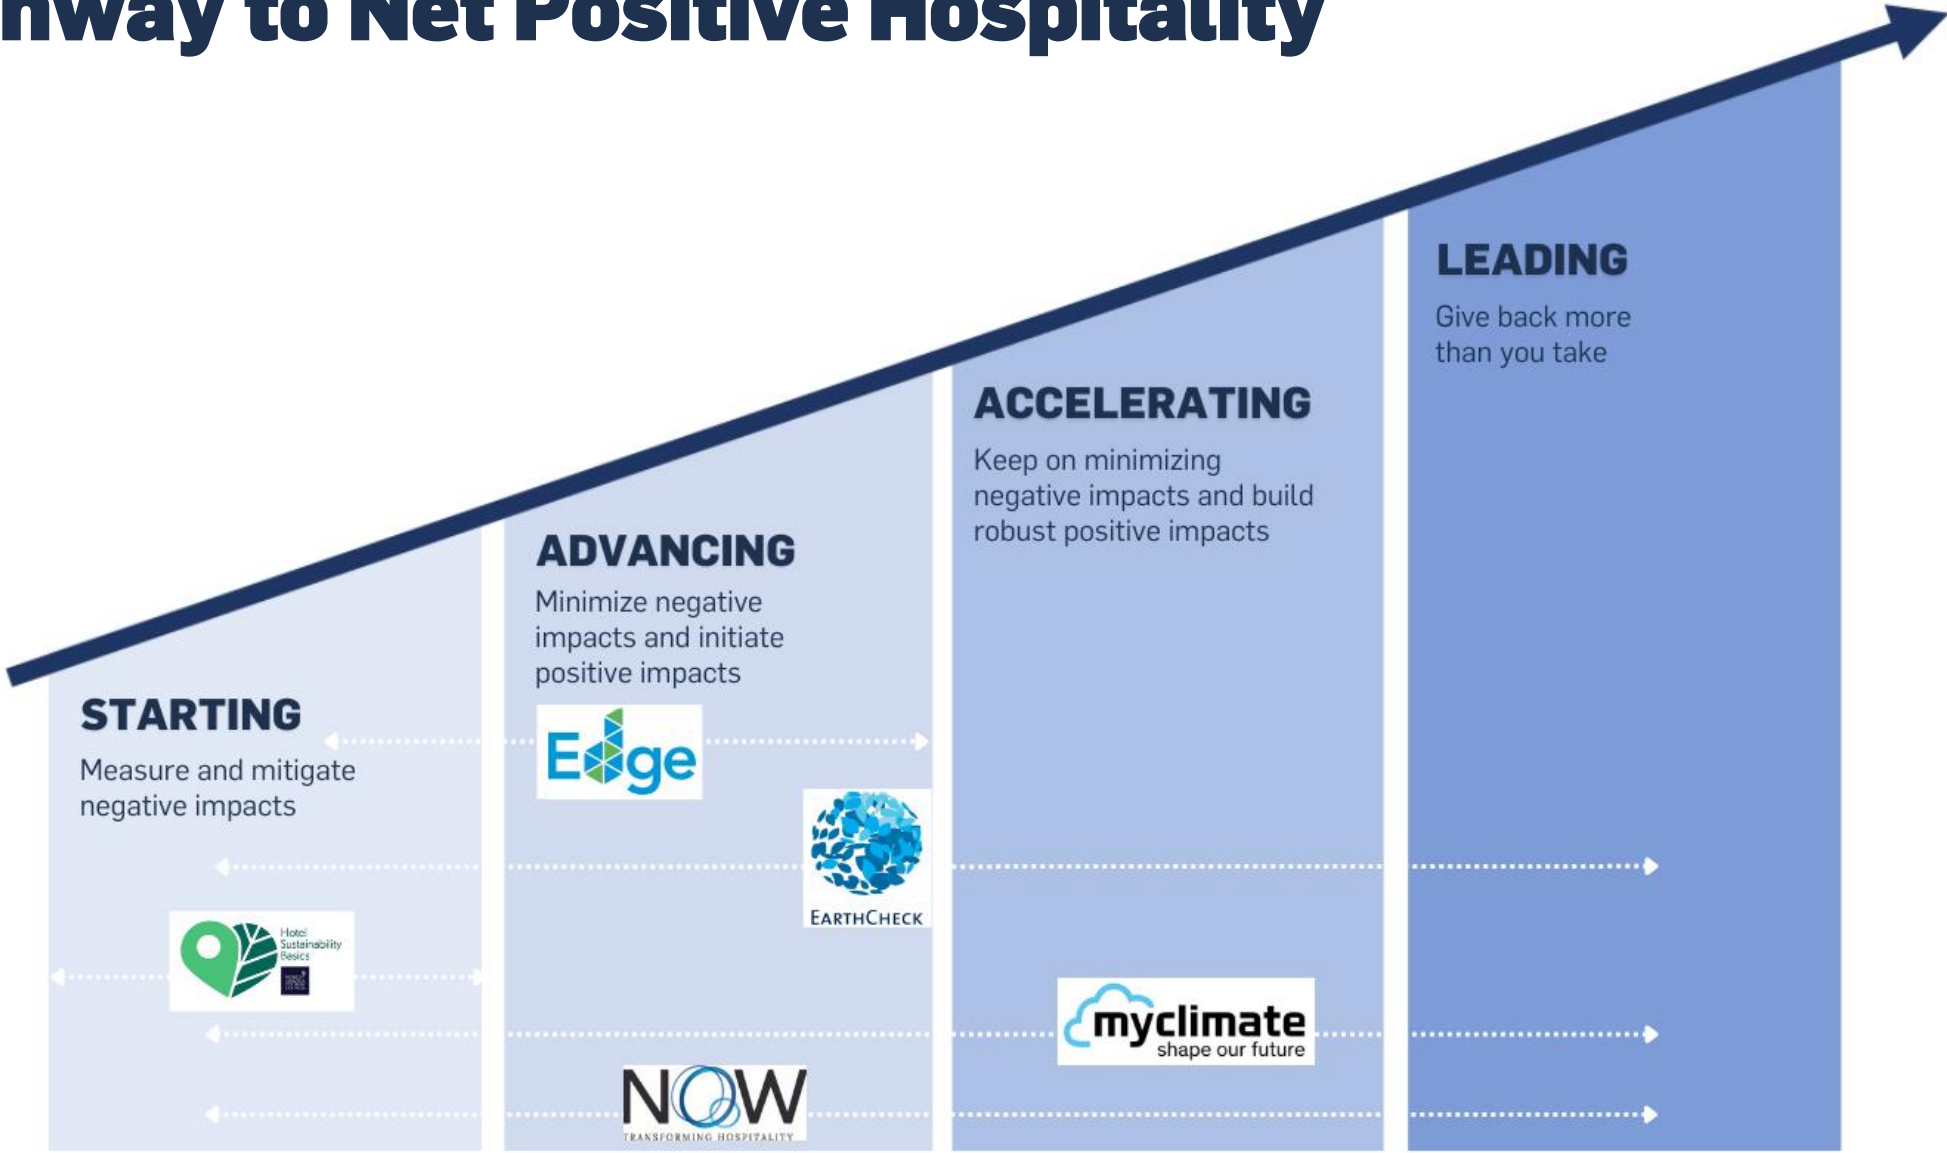 hway to Net Positive Hospitality
LEADING
Give back more
than you take
ACCELERATING
Keep on minimizing
negative impacts and build
robust positive impacts
ADVANCING
Minimize negative
impacts and initiate
positive impacts
STARTING
Measure and mitigate
negative impacts
Edge
EARTHCHECK
Hotel
Sustainability
Basics
myclimate
shape our future
NOW
TRANSFORMING HOSPITALITY